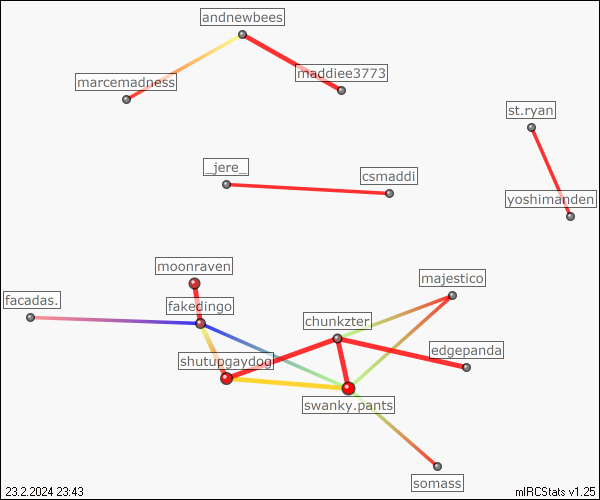 andnewbees
maddiee3773
marcemadness
st.ryan
_jere_
csmaddi
yoshimanden
moonraven
majestico
facadas.
fakedingo
chunkzter
edgepanda
shutupgaydog
swanky.pants
somass
23.2.2024 23:43
mIRCStats v1.25